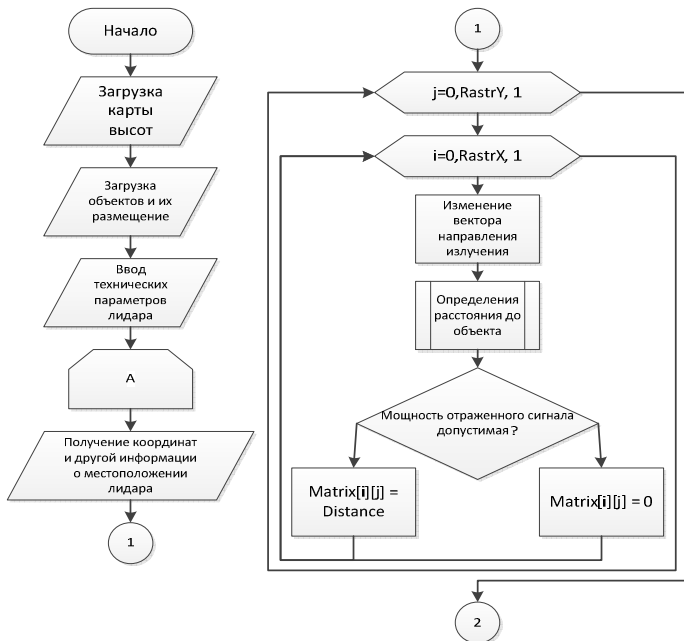 Начало
Загрузка
карты
высот
Загрузка
объектов и их
размещение
Ввод
технических
параметров
лидара
А
Получение координат
и другой информации
о местоположении
лидара
1
1
j=0,RastrY, 1
i=0,RastrX, 1
Изменение
вектора
направления
излучения
Определения
расстояния до
объекта
Мощность отраженного сигнала
допустимая?
Matrix[i][j] =
Distance
Matrix[i][j] = 0
2